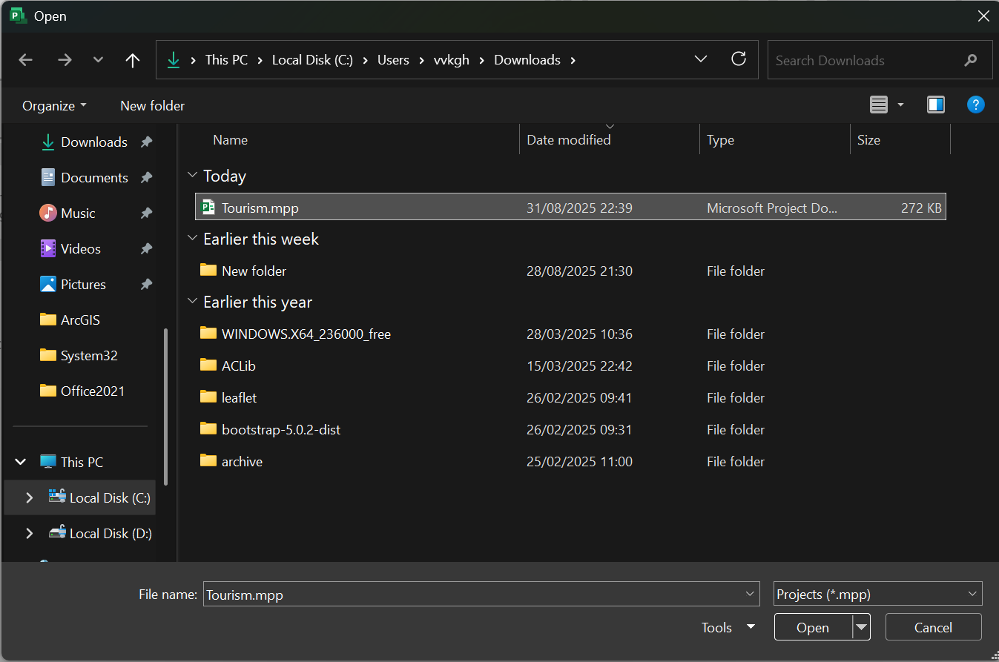 Open
This PC Local Disk (C:) Users vvkgh Downloads
Search Downloads
Organize
New folder
Downloads
Documents
Music
Videos
Pictures
ArcGIS
System32
Office2021
This PC
Local Disk (C:)
Local Disk (D:)
Name Date modified Type Size
Today
Tourism.mpp 31/08/2025 22:39 Microsoft Project Do... 272 KB
Earlier this week
New folder 28/08/2025 21:30 File folder
Earlier this year
WINDOWS.X64_236000_free 28/03/2025 10:36 File folder
ACLib 15/03/2025 22:42 File folder
leaflet 26/02/2025 09:41 File folder
bootstrap-5.0.2-dist 26/02/2025 09:31 File folder
archive 25/02/2025 11:00 File folder
File name: Tourism.mpp
Projects (*.mpp)
Tools
Open
Cancel